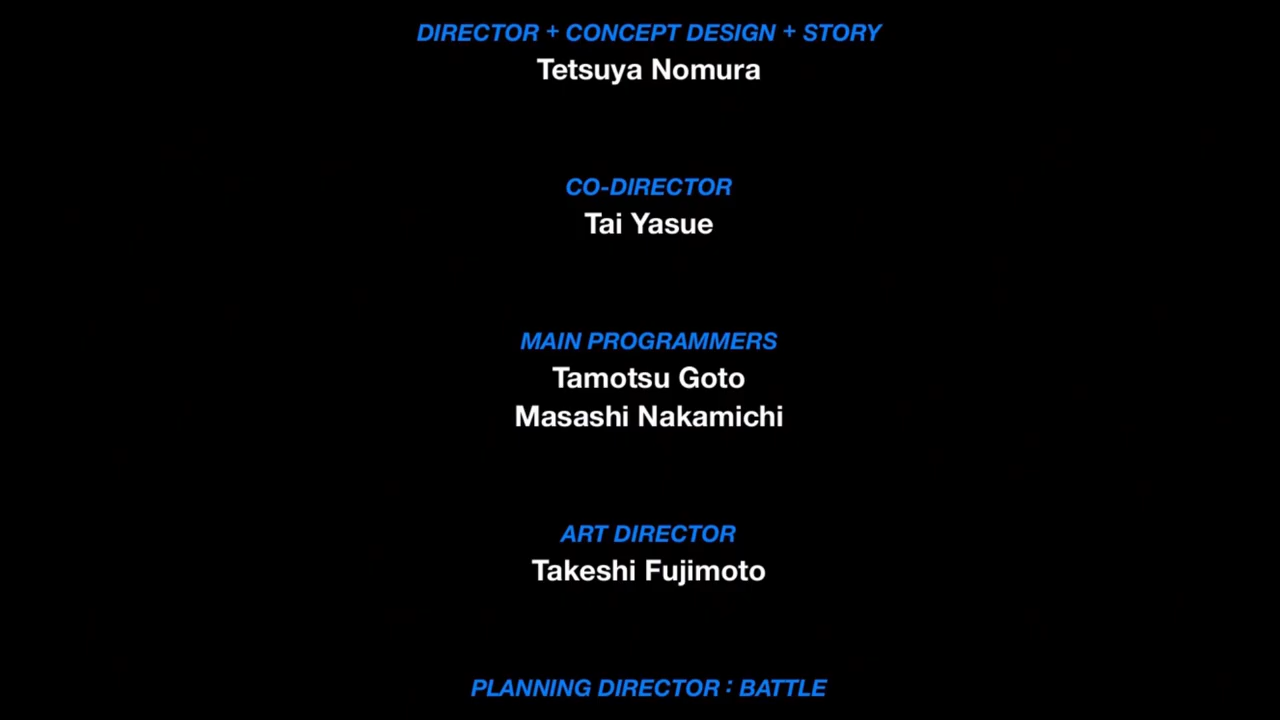 DIRECTOR + CONCEPT DESIGN + STORY
Tetsuya Nomura
CO-DIRECTOR
Tai Yasue
MAIN PROGRAMMERS
Tamotsu Goto
Masashi Nakamichi
ART DIRECTOR
Takeshi Fujimoto
PLANNING DIRECTOR : BATTLE